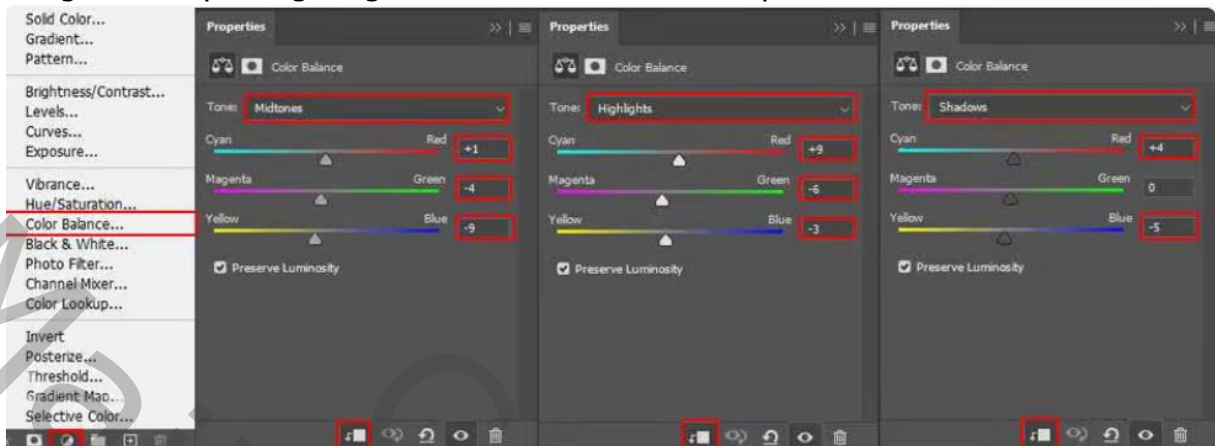 Solid Color...
Gradient...
Pattern...
Brightness/Contrast...
Levels...
Curves...
Exposure...
Vibrance...
Hue/Saturation...
Color Balance...
Black & White...
Photo Filter...
Channel Mixer...
Color Lookup...
Invert
Posterize...
Threshold...
Gradient Map...
Selective Color...
Properties
Color Balance
Tone: Midtones
Cyan Red +1
Magenta Green -4
Yellow Blue -9
Preserve Luminosity
Properties
Color Balance
Tone: Highlights
Cyan Red +9
Magenta Green -6
Yellow Blue -3
Preserve Luminosity
Properties
Color Balance
Tone: Shadows
Cyan Red +4
Magenta Green 0
Yellow Blue -5
Preserve Luminosity